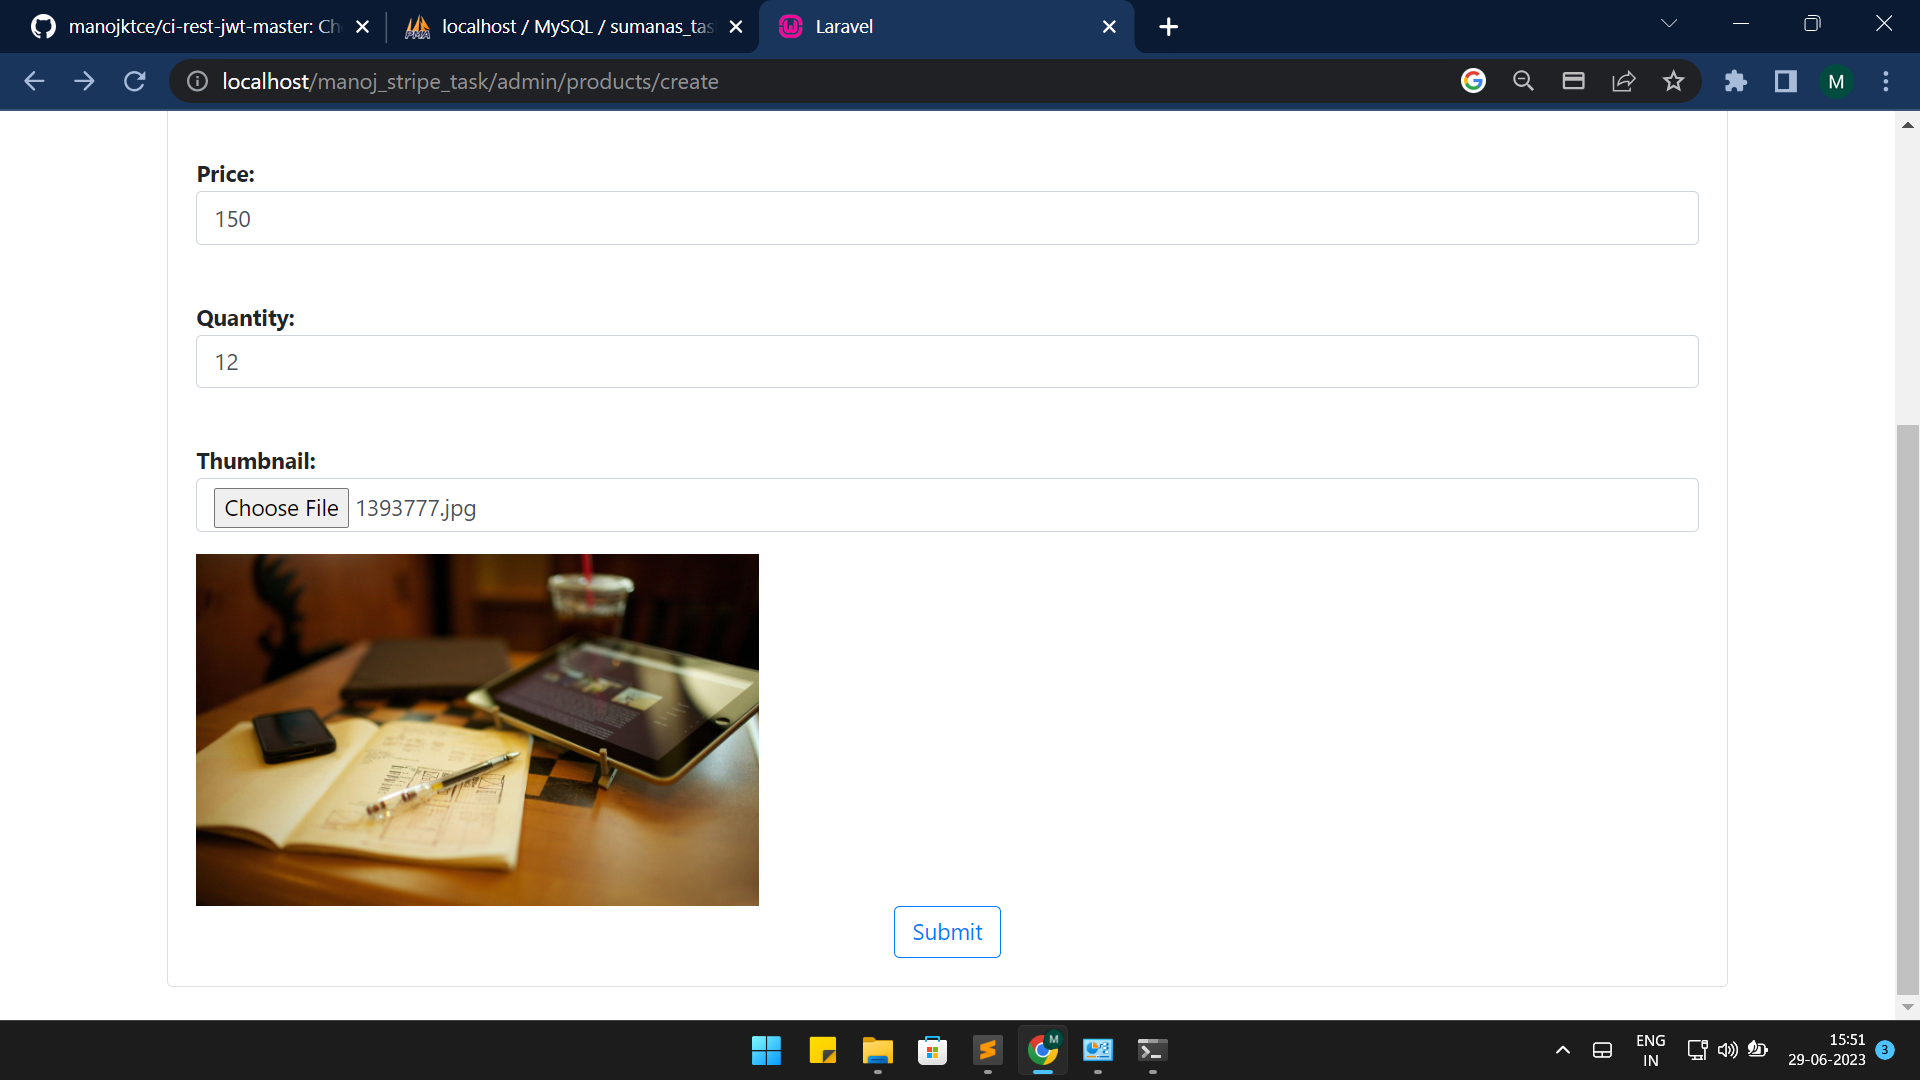 manojktce/ci-rest-jwt-master: Ch
localhost / MySQL / sumanas_tas
Laravel
localhost/manoj_stripe_task/admin/products/create
M
Price:
150
Quantity:
12
Thumbnail:
Choose File 1393777.jpg
Submit
M
ENG
IN
15:51
29-06-2023
3